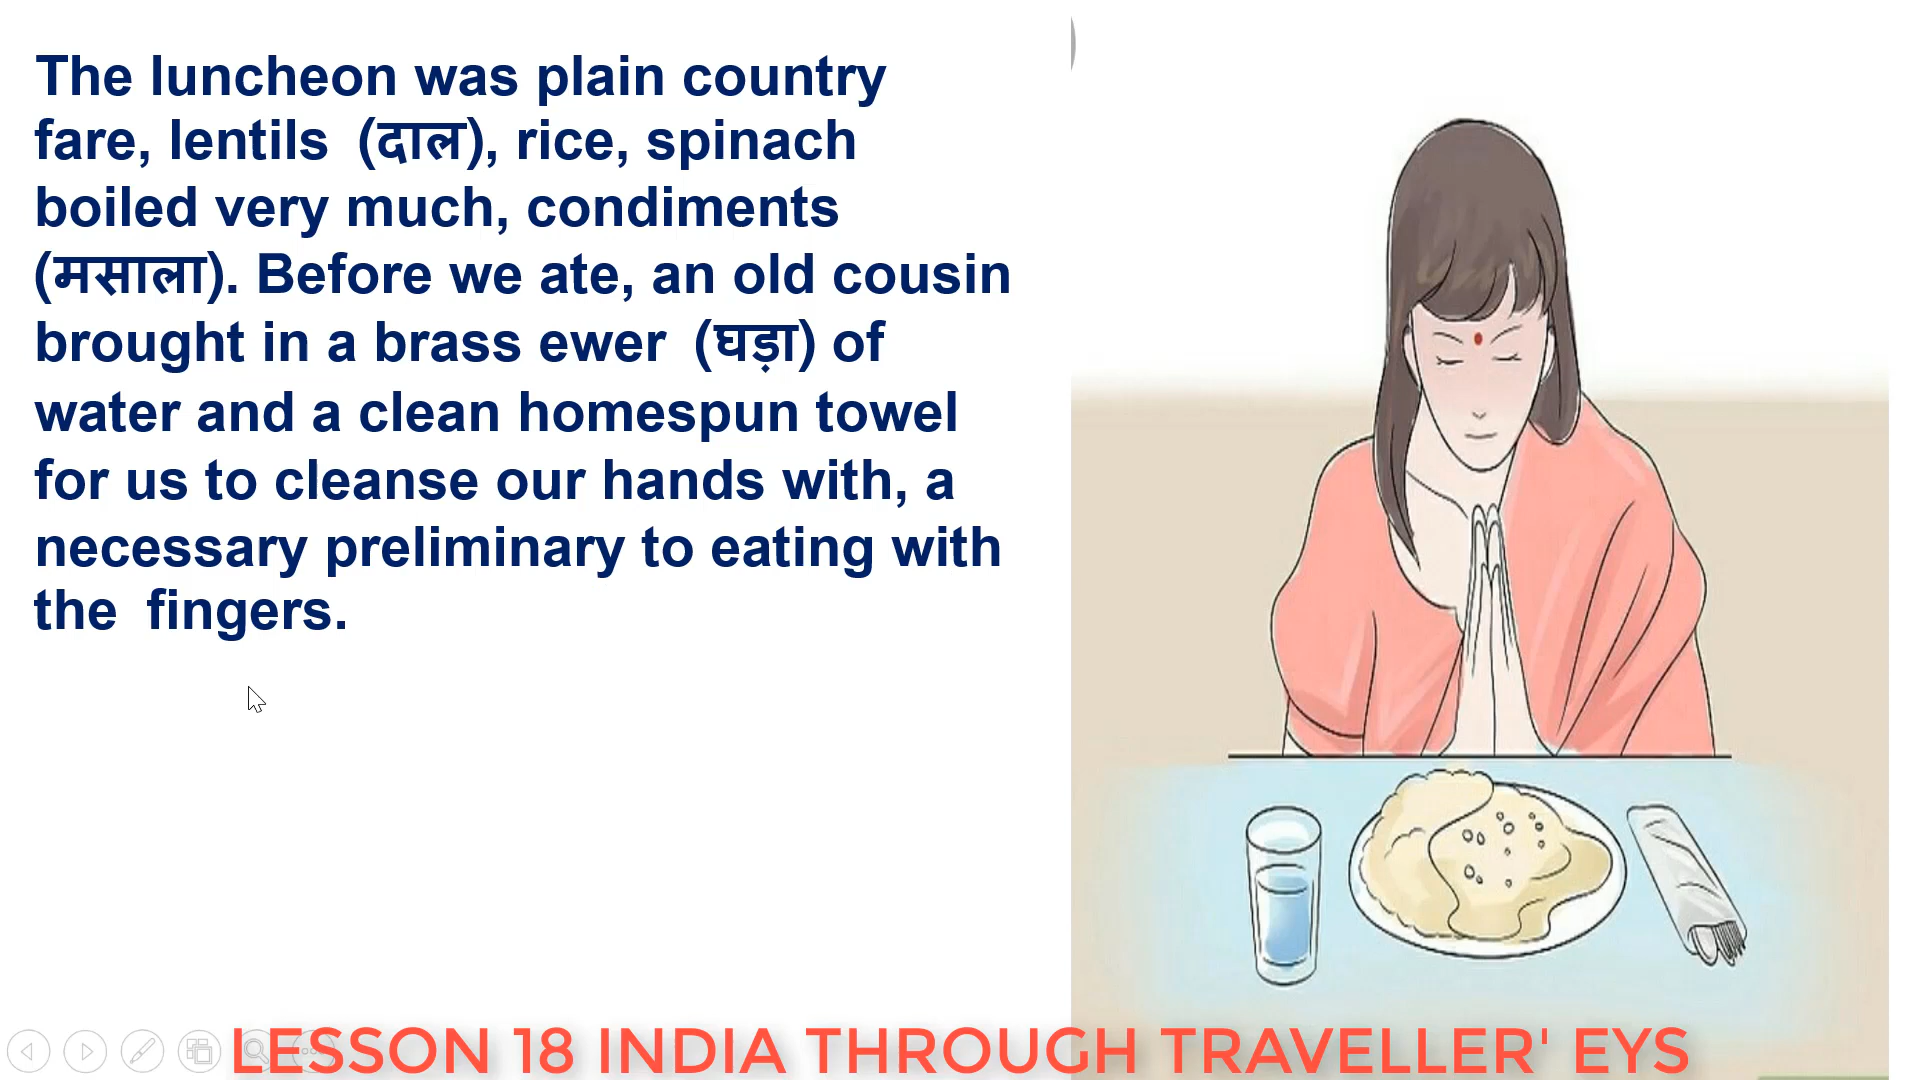 The luncheon was plain country
fare, lentils (दाल), rice, spinach
boiled very much, condiments
(मसाला). Before we ate, an old cousin
brought in a brass ewer (घड़ा) of
water and a clean homespun towel
for us to cleanse our hands with, a
necessary preliminary to eating with
the fingers.
LESSON 18 INDIA THROUGH TRAVELLER' EYS